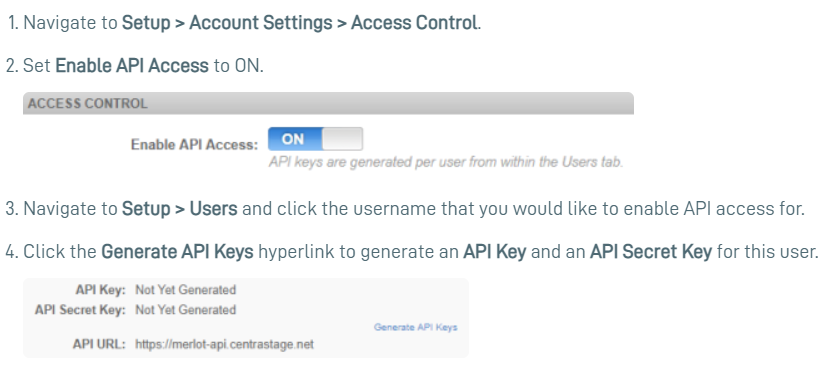 1. Navigate to Setup > Account Settings > Access Control.
2. Set Enable API Access to ON.
ACCESS CONTROL
Enable API Access: ON
API keys are generated per user from within the Users tab.
3. Navigate to Setup > Users and click the username that you would like to enable API access for.
4. Click the Generate API Keys hyperlink to generate an API Key and an API Secret Key for this user.
API Key: Not Yet Generated
API Secret Key: Not Yet Generated
Generate API Keys
API URL: https://merlot-api.centrastage.net